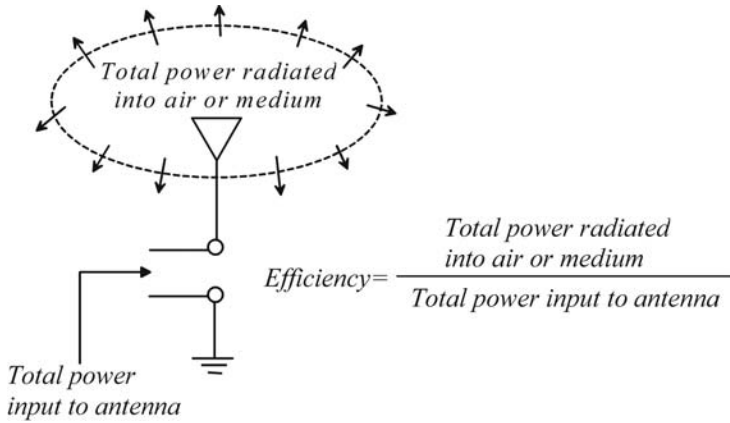 Total power radiated
into air or medium
Efficiency=
Total power radiated
into air or medium
Total power input to antenna
Total power
input to antenna